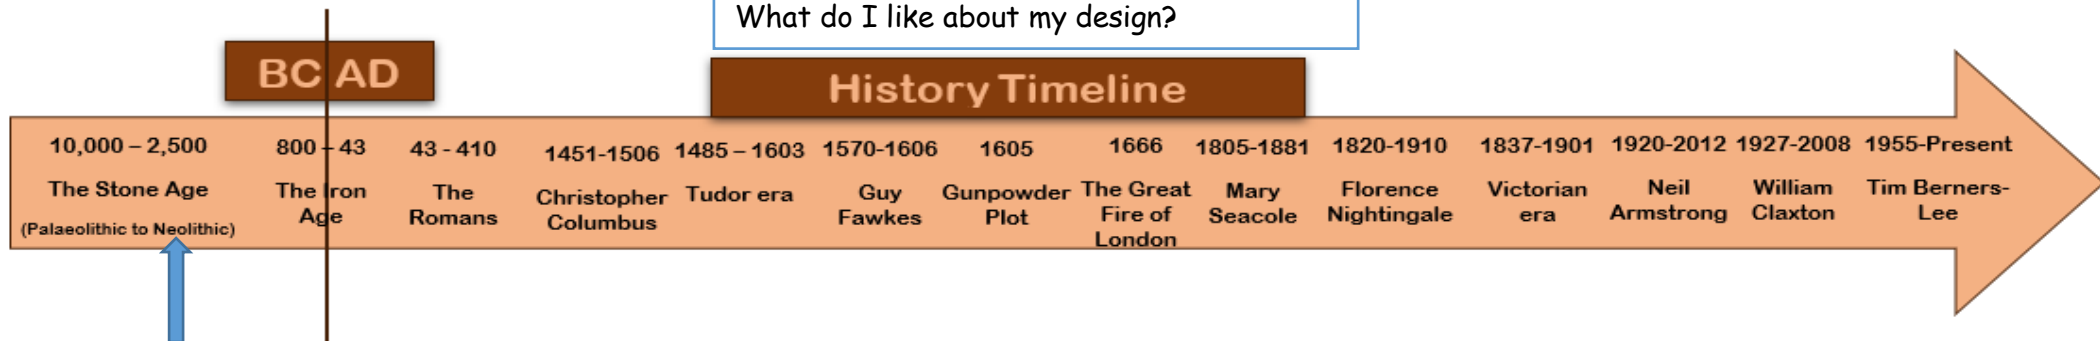 What do I like about my design?
BC AD
History Timeline
10,000 – 2,500
The Stone Age
(Palaeolithic to Neolithic)
800 – 43
The Iron
Age
43 - 410
The
Romans
1451-1506
Christopher
Columbus
1485 – 1603
Tudor era
1570-1606
Guy
Fawkes
1605
Gunpowder
Plot
1666
The Great
Fire of
London
1805-1881
Mary
Seacole
1820-1910
Florence
Nightingale
1837-1901
Victorian
era
1920-2012
Neil
Armstrong
1927-2008
William
Claxton
1955-Present
Tim Berners-
Lee